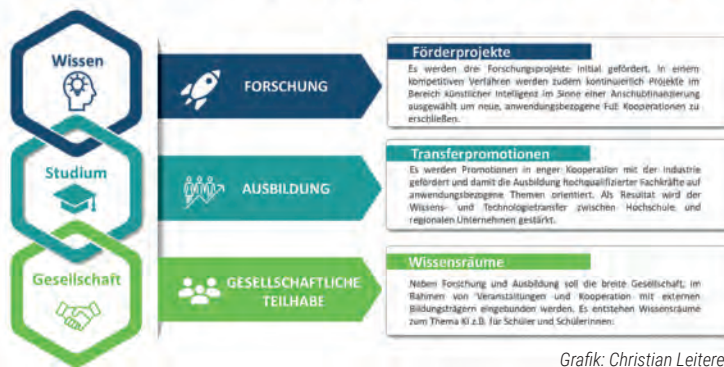 Wissen
FORSCHUNG
Förderprojekte
Es werden drei Forschungsprojekte initial gefördert. In einem
kompetitiven Verfahren werden zudem kontinuierlich Projekte im
Bereich künstlicher Intelligenz im Sinne einer Anschubfinanzierung
ausgewählt um neue, anwendungsbezogene FuE Kooperationen zu
erschließen.
Studium
AUSBILDUNG
Transferpromotionen
Es werden Promotionen in enger Kooperation mit der Industrie
gefördert und damit die Ausbildung hochqualifizierter Fachkräfte auf
anwendungsbezogene Themen orientiert. Als Resultat wird der
Wissens- und Technologietransfer zwischen Hochschule und
regionalen Unternehmen gestärkt.
Gesellschaft
GESELLSCHAFTLICHE
TEILHABE
Wissensräume
Neben Forschung und Ausbildung soll die breite Gesellschaft, im
Rahmen von Veranstaltungen und Kooperation mit externen
Bildungsträgern eingebunden werden. Es entstehen Wissensräume
zum Thema KI z.B. für Schüler und Schülerinnen.
Grafik: Christian Leitere